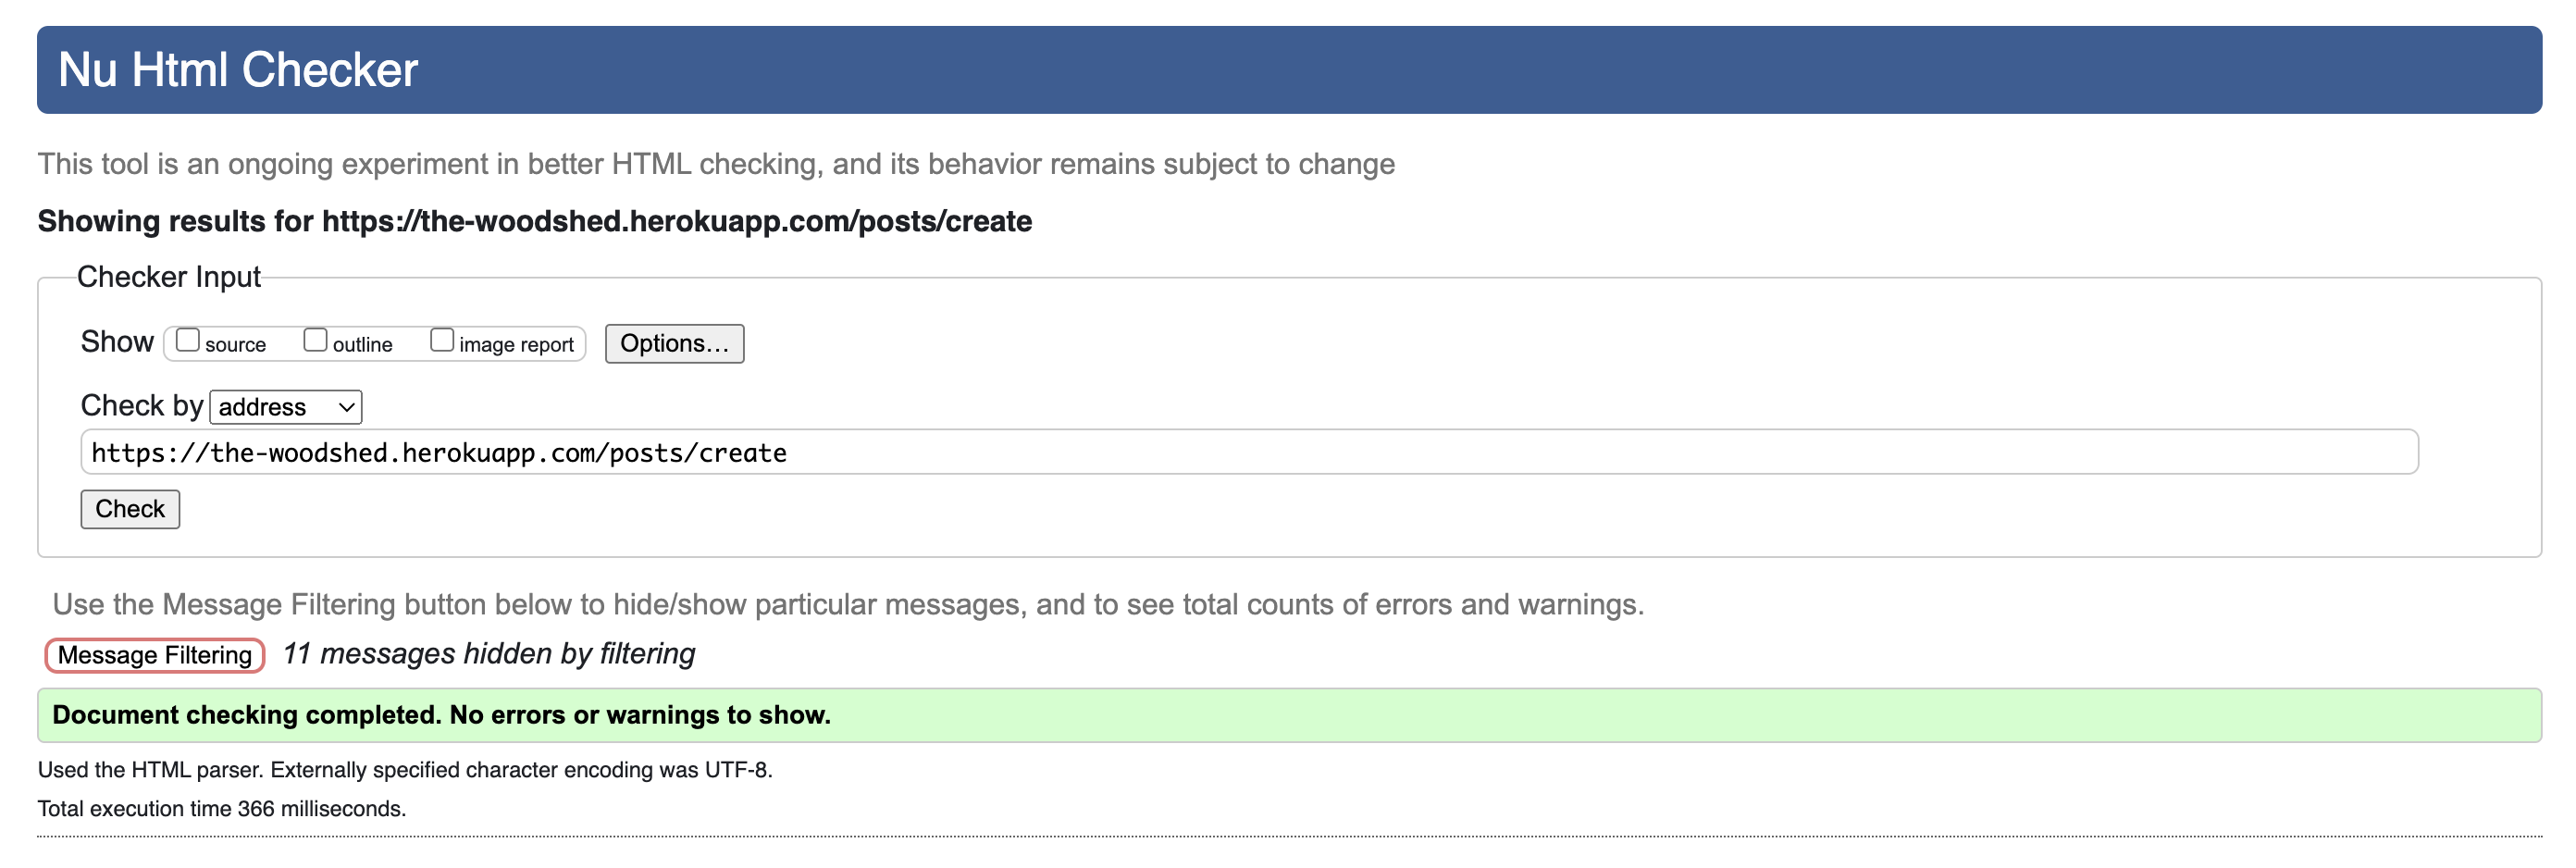 Nu Html Checker
This tool is an ongoing experiment in better HTML checking, and its behavior remains subject to change
Showing results for https://the-woodshed.herokuapp.com/posts/create
Checker Input
Show source outline image report Options...
Check by address
https://the-woodshed.herokuapp.com/posts/create
Check
Use the Message Filtering button below to hide/show particular messages, and to see total counts of errors and warnings.
Message Filtering 11 messages hidden by filtering
Document checking completed. No errors or warnings to show.
Used the HTML parser. Externally specified character encoding was UTF-8.
Total execution time 366 milliseconds.